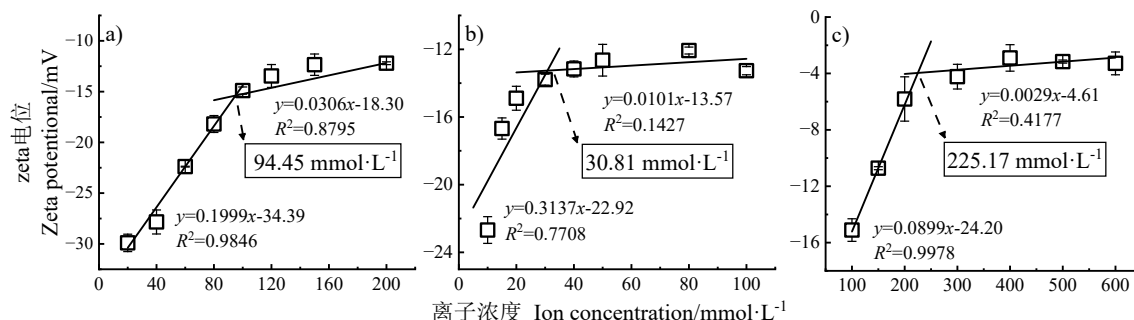 zeta电位
Zeta potentional/mV
a)
−10
−15
−20
−25
−30
0
40
80
120
160
200
y=0.0306x-18.30
R²=0.8795
94.45 mmol·L⁻¹
y=0.1999x-34.39
R²=0.9846
b)
−10
−14
−18
−22
−26
0
20
40
60
80
100
y=0.0101x-13.57
R²=0.1427
30.81 mmol·L⁻¹
y=0.3137x-22.92
R²=0.7708
c)
0
−4
−8
−12
−16
100
200
300
400
500
600
y=0.0029x-4.61
R²=0.4177
225.17 mmol·L⁻¹
y=0.0899x-24.20
R²=0.9978
离子浓度 Ion concentration/mmol·L⁻¹